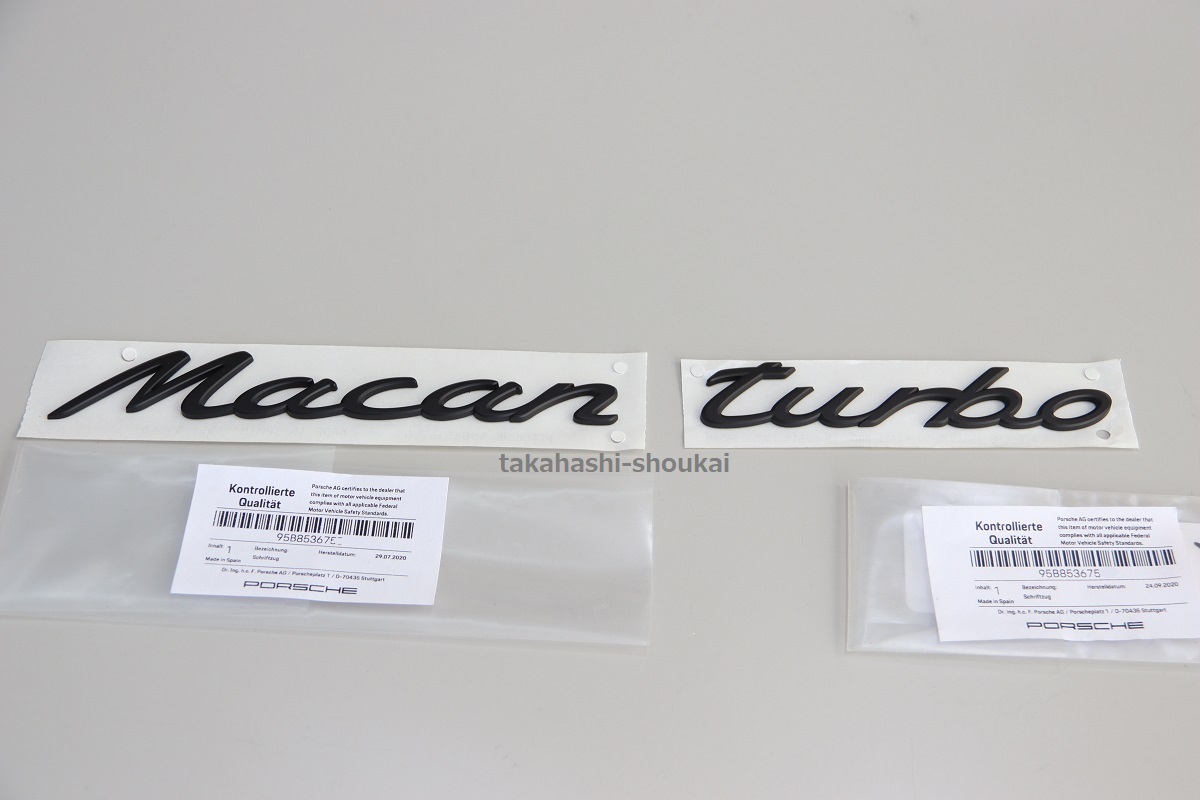 Macan turbo
takahashi-shoukai
Kontrollierte
Qualität
Porsche AG certifies to the dealer that
this item of motor vehicle equipment
complies with all applicable Federal
Motor Vehicle Safety Standards.
Inhalt: 1
Bezeichnung:
Schriftzug
Herstelldatum: 29.07.2020
Made in Spain
Dr. Ing. h.c. F. Porsche AG / Porscheplatz 1 / D-70435 Stuttgart
PORSCHE
Kontrollierte
Qualität
Porsche AG certifies to the dealer that
this item of motor vehicle equipment
complies with all applicable Federal
Motor Vehicle Safety Standards.
95B853675
Inhalt: 1
Bezeichnung:
Schriftzug
Herstelldatum: 24.09.2020
Made in Spain
Dr. Ing. h.c. F. Porsche AG / Porscheplatz 1 / D-70435 Stuttgart
PORSCHE